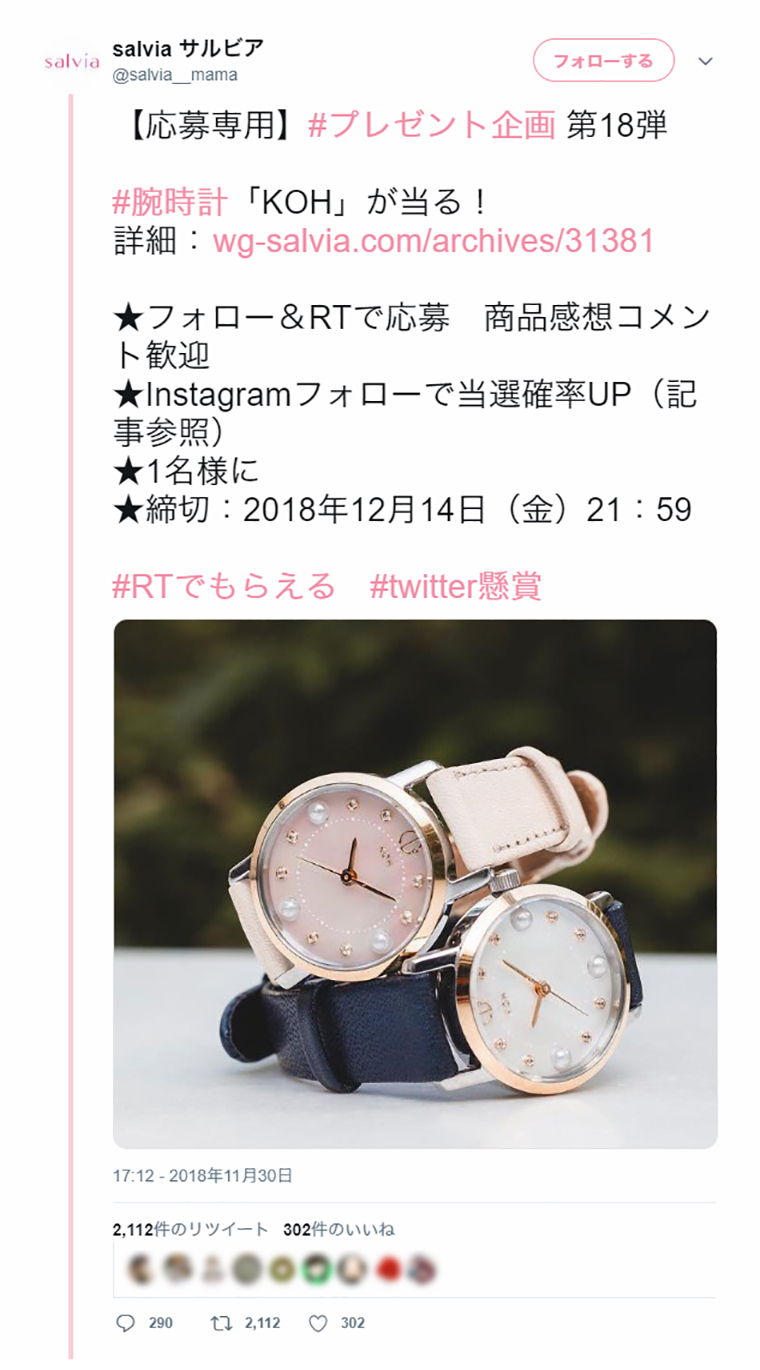 salvia
salvia サルビア
@salvia__mama
フォローする
【応募専用】#プレゼント企画 第18弾
#腕時計「KOH」が当る！
詳細：wg-salvia.com/archives/31381
★フォロー＆RTで応募　商品感想コメン
ト歓迎
★Instagramフォローで当選確率UP（記
事参照）
★1名様に
★締切：2018年12月14日（金）21：59
#RTでもらえる　#twitter懸賞
17:12 - 2018年11月30日
2,112件のリツイート 302件のいいね
290 2,112 302